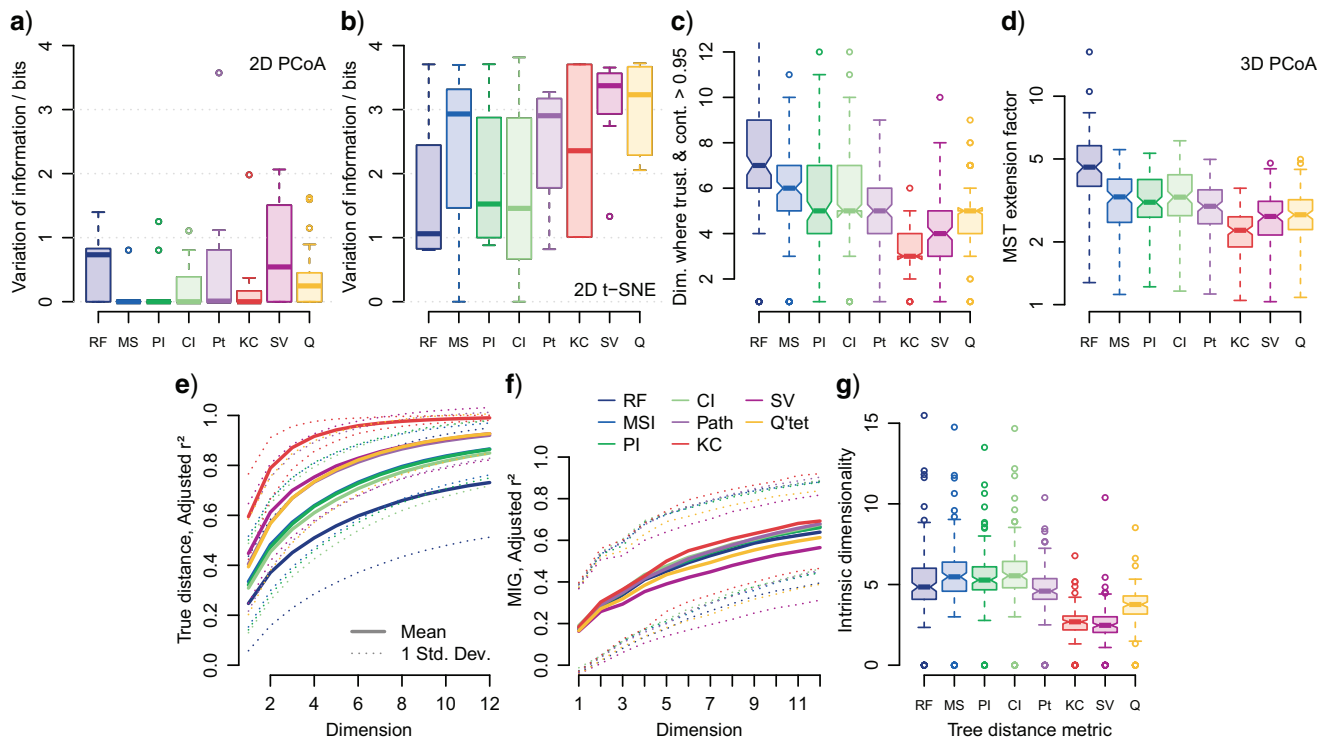 a)
2D PCoA
Variation of information / bits
4
3
2
1
0
RF MS PI CI Pt KC SV Q
b)
2D t−SNE
Variation of information / bits
4
3
2
1
0
RF MS PI CI Pt KC SV Q
c)
Dim. where trust. & cont. > 0.95
12
10
8
6
4
2
RF MS PI CI Pt KC SV Q
d)
3D PCoA
MST extension factor
10
5
2
1
RF MS PI CI Pt KC SV Q
e)
True distance, Adjusted r²
1.0
0.8
0.6
0.4
0.2
0.0
Mean
1 Std. Dev.
2 4 6 8 10 12
Dimension
f)
RF CI SV
MSI Path Q'tet
PI KC
MIG, Adjusted r²
1.0
0.8
0.6
0.4
0.2
0.0
1 3 5 7 9 11
Dimension
g)
Intrinsic dimensionality
15
10
5
0
RF MS PI CI Pt KC SV Q
Tree distance metric